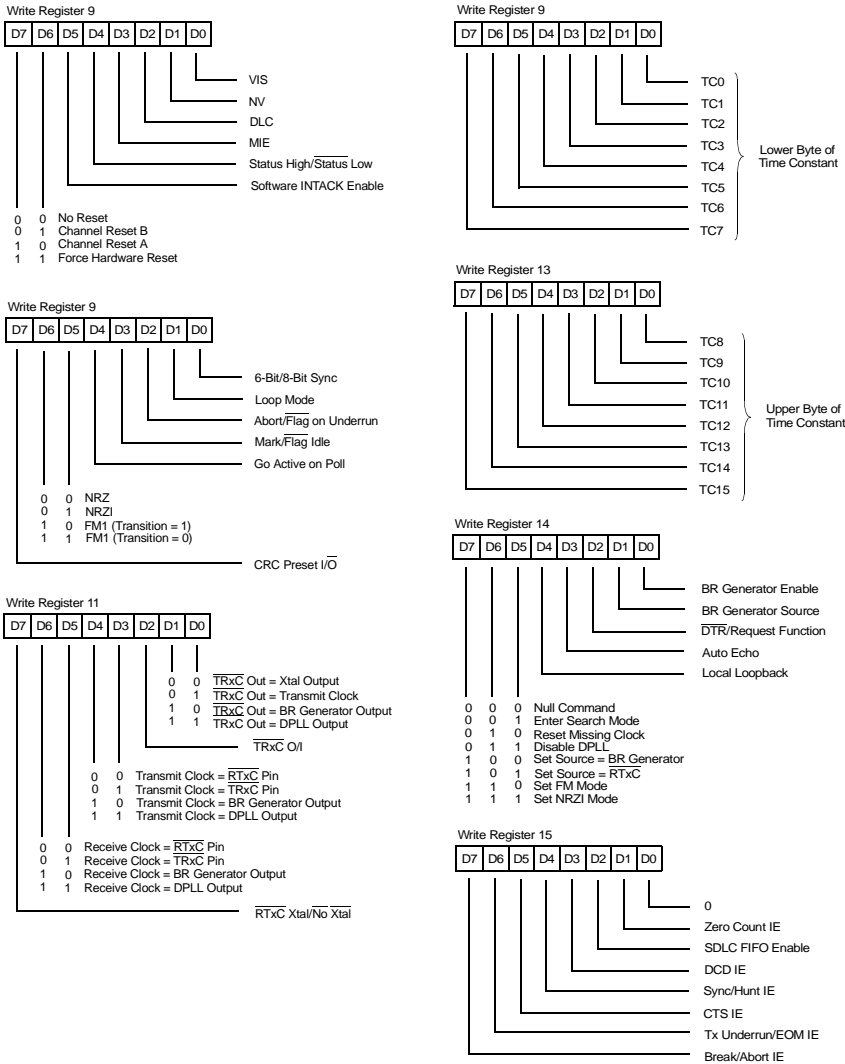 Write Register 9
D7 D6 D5 D4 D3 D2 D1 D0
VIS
NV
DLC
MIE
Status High/Status Low
Software INTACK Enable
0 0 No Reset
0 1 Channel Reset B
1 0 Channel Reset A
1 1 Force Hardware Reset
Write Register 9
D7 D6 D5 D4 D3 D2 D1 D0
6-Bit/8-Bit Sync
Loop Mode
Abort/Flag on Underrun
Mark/Flag Idle
Go Active on Poll
0 0 NRZ
0 1 NRZI
1 0 FM1 (Transition = 1)
1 1 FM1 (Transition = 0)
CRC Preset I/O
Write Register 11
D7 D6 D5 D4 D3 D2 D1 D0
0 0 TRxC Out = Xtal Output
0 1 TRxC Out = Transmit Clock
1 0 TRxC Out = BR Generator Output
1 1 TRxC Out = DPLL Output
TRxC O/I
0 0 Transmit Clock = RTxC Pin
0 1 Transmit Clock = TRxC Pin
1 0 Transmit Clock = BR Generator Output
1 1 Transmit Clock = DPLL Output
0 0 Receive Clock = RTxC Pin
0 1 Receive Clock = TRxC Pin
1 0 Receive Clock = BR Generator Output
1 1 Receive Clock = DPLL Output
RTxC Xtal/No Xtal
Write Register 9
D7 D6 D5 D4 D3 D2 D1 D0
TC0
TC1
TC2
TC3
TC4
TC5
TC6
TC7
Lower Byte of
Time Constant
Write Register 13
D7 D6 D5 D4 D3 D2 D1 D0
TC8
TC9
TC10
TC11
TC12
TC13
TC14
TC15
Upper Byte of
Time Constant
Write Register 14
D7 D6 D5 D4 D3 D2 D1 D0
BR Generator Enable
BR Generator Source
DTR/Request Function
Auto Echo
Local Loopback
0 0 0 Null Command
0 0 1 Enter Search Mode
0 1 0 Reset Missing Clock
0 1 1 Disable DPLL
1 0 0 Set Source = BR Generator
1 0 1 Set Source = RTxC
1 1 0 Set FM Mode
1 1 1 Set NRZI Mode
Write Register 15
D7 D6 D5 D4 D3 D2 D1 D0
0
Zero Count IE
SDLC FIFO Enable
DCD IE
Sync/Hunt IE
CTS IE
Tx Underrun/EOM IE
Break/Abort IE